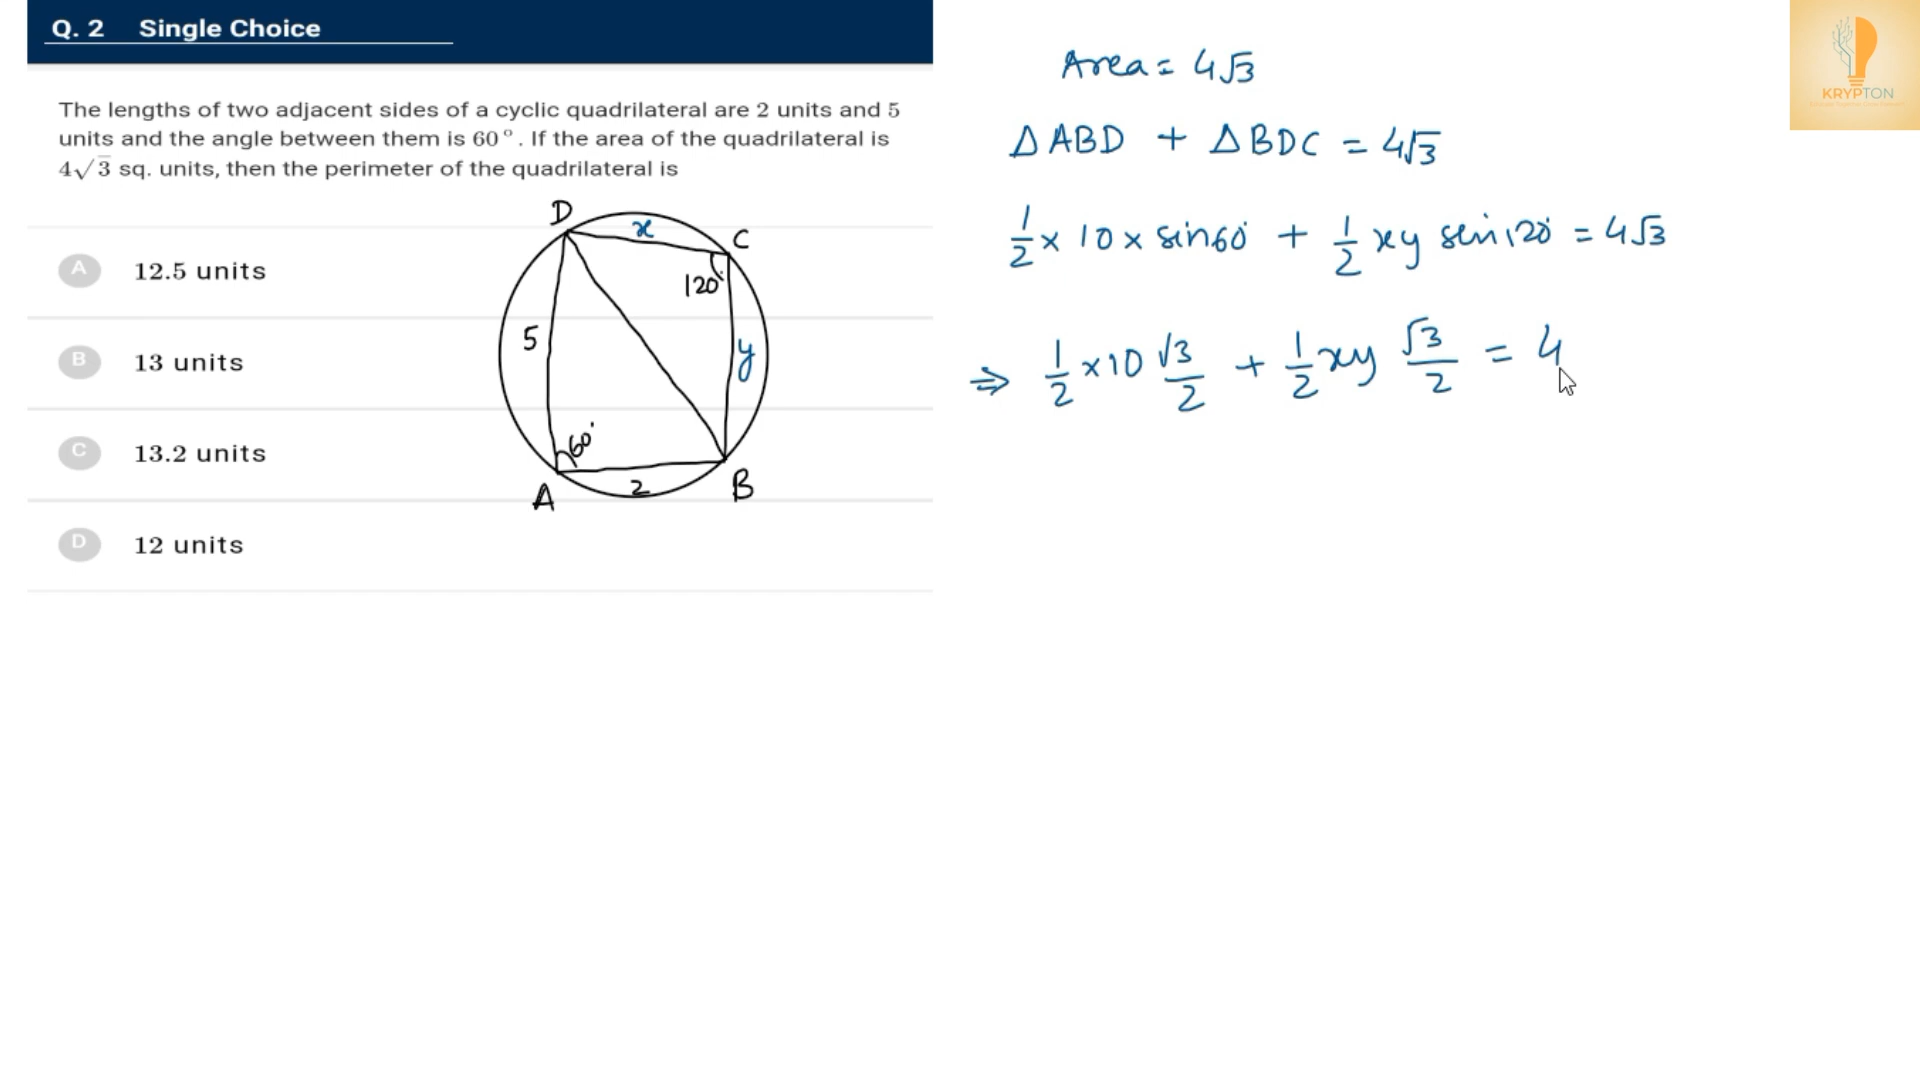 Q. 2 Single Choice
The lengths of two adjacent sides of a cyclic quadrilateral are 2 units and 5
units and the angle between them is 60°. If the area of the quadrilateral is
4√3 sq. units, then the perimeter of the quadrilateral is
A 12.5 units
B 13 units
C 13.2 units
D 12 units
D
x
C
120°
5
y
60°
A
2
B
Area = 4√3
△ABD + △BDC = 4√3
1/2 × 10 × sin60° + 1/2 xy sin120° = 4√3
⇒ 1/2 × 10 √3/2 + 1/2 xy √3/2 = 4
KRYPTON